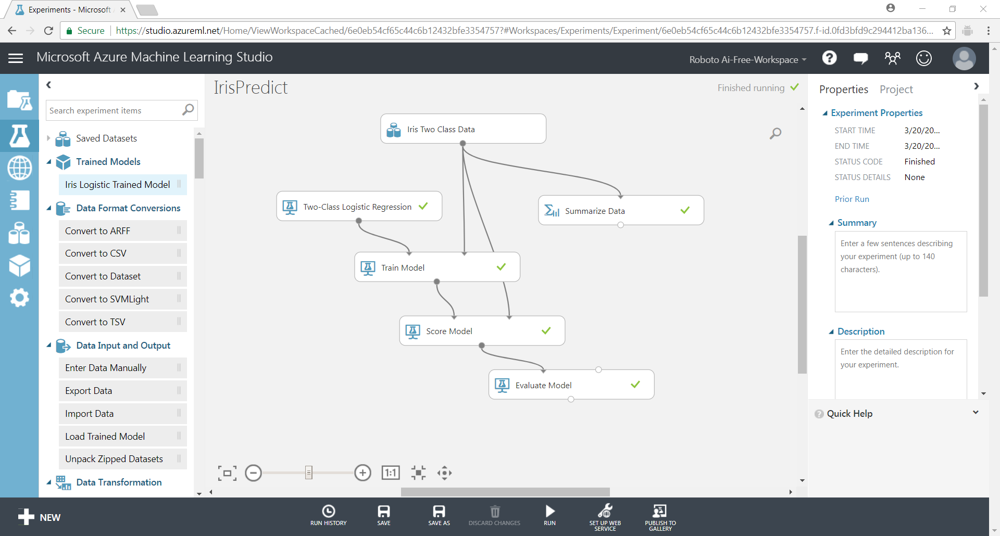 Experiments - Microsoft
Secure
https://studio.azureml.net/Home/ViewWorkspaceCached/6e0eb54cf65c44c6b12432bfe3354757?#Workspaces/Experiments/Experiment/6e0eb54cf65c44c6b12432bfe3354757.f-id.0fd3bfd9c294412ba136...
Microsoft Azure Machine Learning Studio
Roboto Ai-Free-Workspace
Search experiment items
Saved Datasets
Trained Models
Iris Logistic Trained Model
Data Format Conversions
Convert to ARFF
Convert to CSV
Convert to Dataset
Convert to SVMLight
Convert to TSV
Data Input and Output
Enter Data Manually
Export Data
Import Data
Load Trained Model
Unpack Zipped Datasets
Data Transformation
IrisPredict
Finished running
Iris Two Class Data
Two-Class Logistic Regression
Summarize Data
Train Model
Score Model
Evaluate Model
1:1
Properties
Project
Experiment Properties
START TIME 3/20/20...
END TIME 3/20/20...
STATUS CODE Finished
STATUS DETAILS None
Prior Run
Summary
Enter a few sentences describing
your experiment (up to 140
characters).
Description
Enter the detailed description for
your experiment.
Quick Help
NEW
RUN HISTORY
SAVE
SAVE AS
DISCARD CHANGES
RUN
SET UP WEB
SERVICE
PUBLISH TO
GALLERY